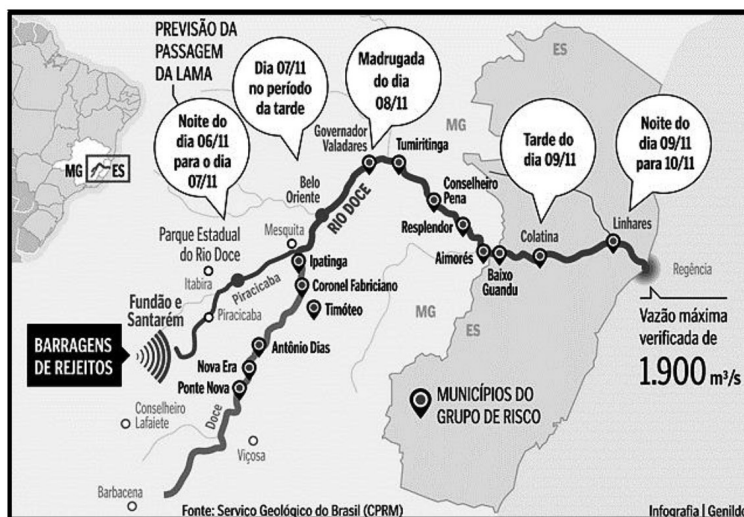 PREVISÃO DA
PASSAGEM
DA LAMA
Noite do
dia 06/11
para o dia
07/11
Dia 07/11
no período
da tarde
Madrugada
do dia
08/11
Tarde do
dia 09/11
Noite do
dia 09/11
para 10/11
MG
ES
MG
ES
MG
ES
Governador
Valadares
Tumiritinga
Belo
Oriente
RIO DOCE
Conselheiro
Pena
Resplendor
Aimorés
Baixo
Guandu
Colatina
Linhares
Regência
Mesquita
Parque Estadual
do Rio Doce
Itabira
Piracicaba
Piracicaba
Ipatinga
Coronel Fabriciano
Timóteo
Antônio Dias
Nova Era
Ponte Nova
Doce
Fundão e
Santarém
BARRAGENS
DE REJEITOS
Conselheiro
Lafaiete
Viçosa
Barbacena
Vazão máxima
verificada de
1.900 m³/s
MUNICÍPIOS DO
GRUPO DE RISCO
Fonte: Serviço Geológico do Brasil (CPRM)
Infografia | Genildo